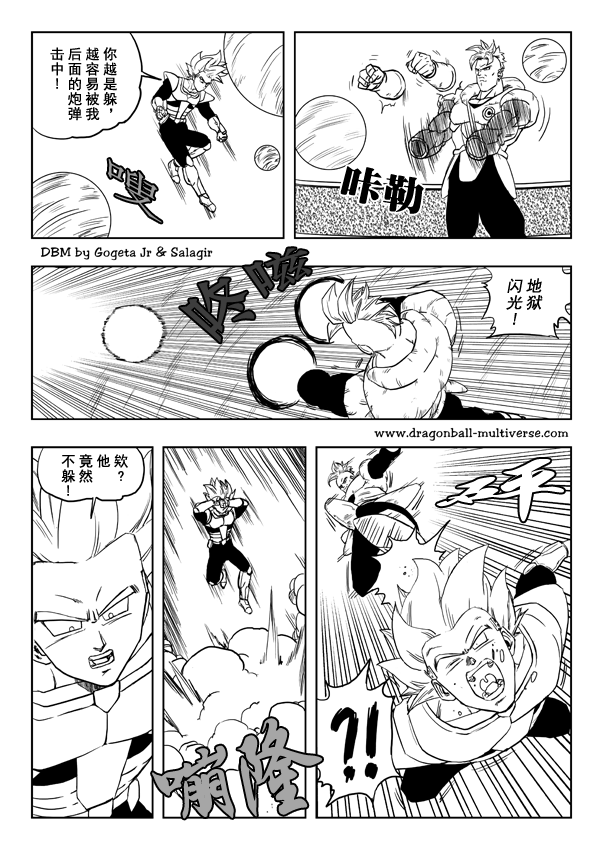 你越是躲，
越容易被我
后面的炮弹
击中！
嗖
咔勒
DBM by Gogeta Jr & Salagir
咚 嗞
地狱
闪光！
www.dragonball-multiverse.com
欸？
他
竟然
不躲！
嘣隆
?!